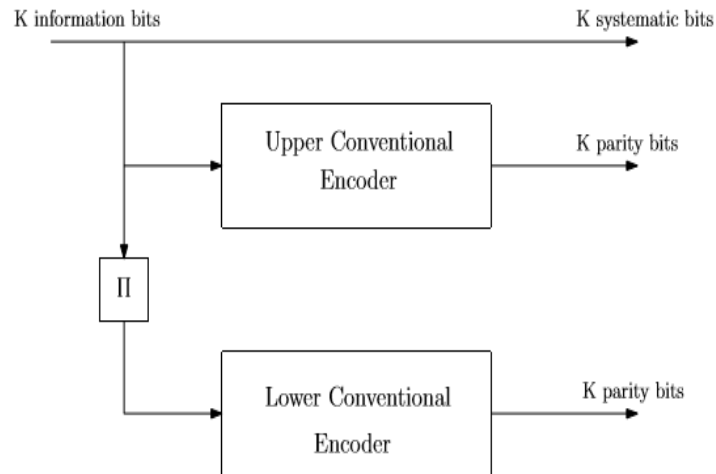 K information bits
K systematic bits
Upper Conventional
Encoder
K parity bits
Π
Lower Conventional
Encoder
K parity bits